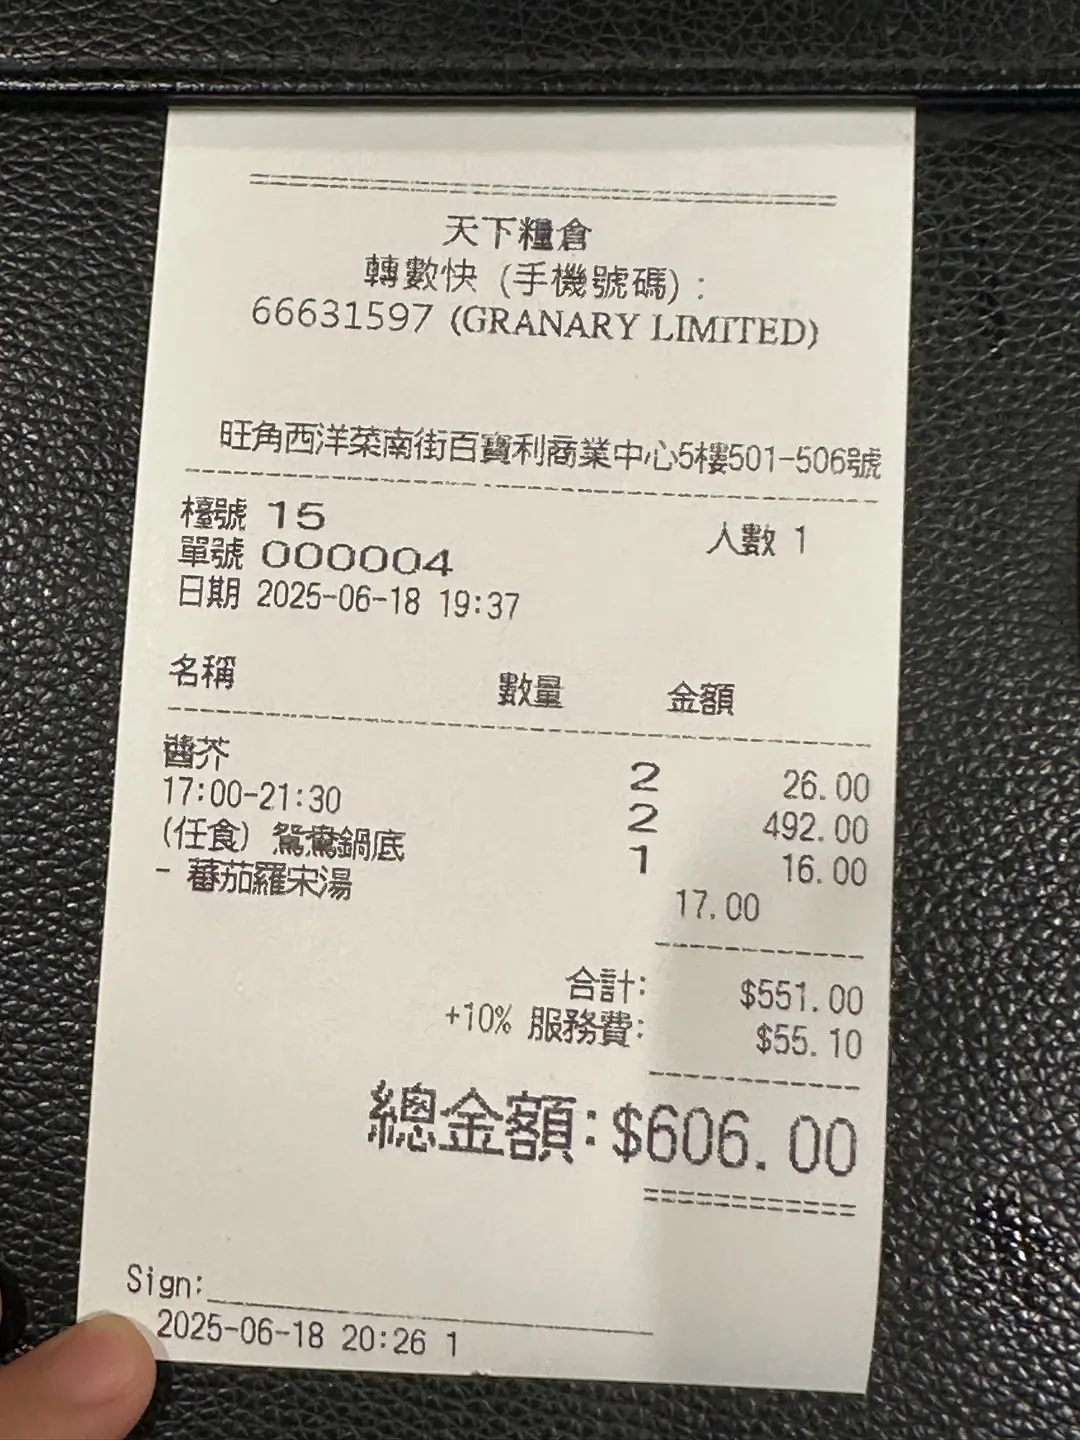 天下糧倉
轉數快 (手機號碼) :
66631597 (GRANARY LIMITED)
旺角西洋菜南街百寶利商業中心5樓501-506號
檯號 15 人數 1
單號 000004
日期 2025-06-18 19:37
名稱 數量 金額
醬芥 2 26.00
17:00-21:30 2 492.00
(任食) 鴛鴦鍋底 1 16.00
- 蕃茄羅宋湯 17.00
合計: $551.00
+10% 服務費: $55.10
總金額:$606.00
Sign:
2025-06-18 20:26 1